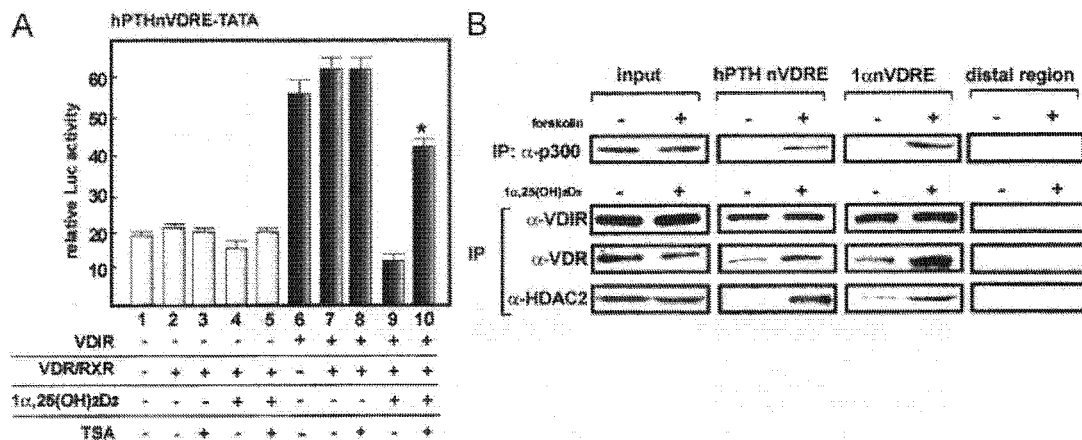 A
hPTHnVDRE-TATA
relative Luc activity
60
50
40
30
20
10
*
1 2 3 4 5 6 7 8 9 10
VDIR - - - - - + + + + +
VDR/RXR - + + + + - + + + +
1α,25(OH)2D3 - - - + + - - - + +
TSA - - + - + - - + - +
B
input hPTH nVDRE 1αnVDRE distal region
forskolin - + - + - + - +
IP: α-p300
1α,25(OH)2D3 - + - + - + - +
IP
α-VDIR
α-VDR
α-HDAC2